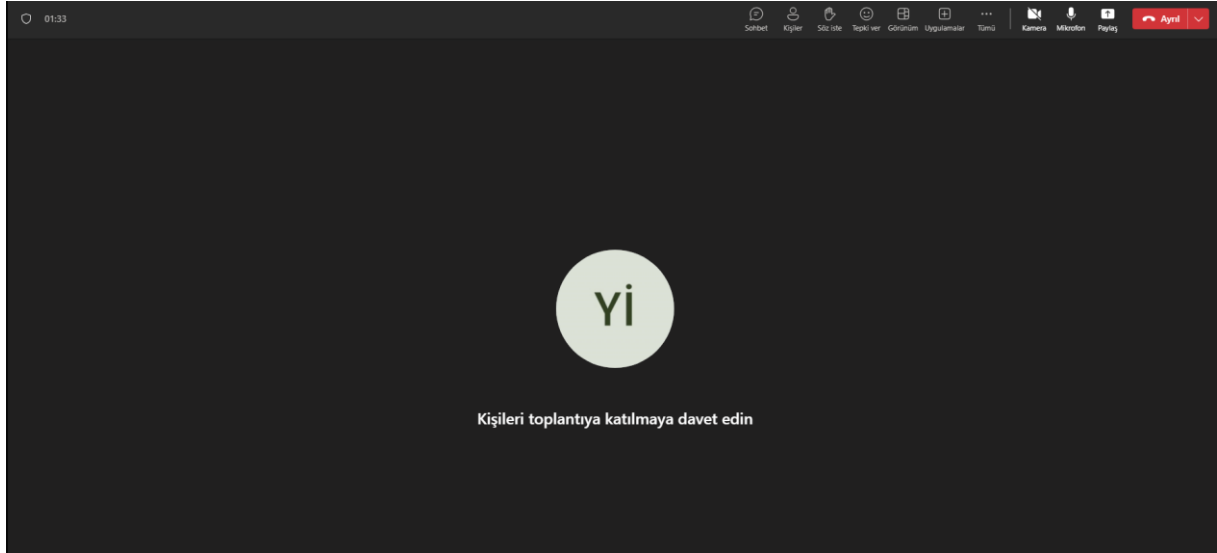 01:33
Sohbet
Kişiler
Söz iste
Tepki ver
Görünüm
Uygulamalar
Tümü
Kamera
Mikrofon
Paylaş
Ayrıl
Yİ
Kişileri toplantıya katılmaya davet edin